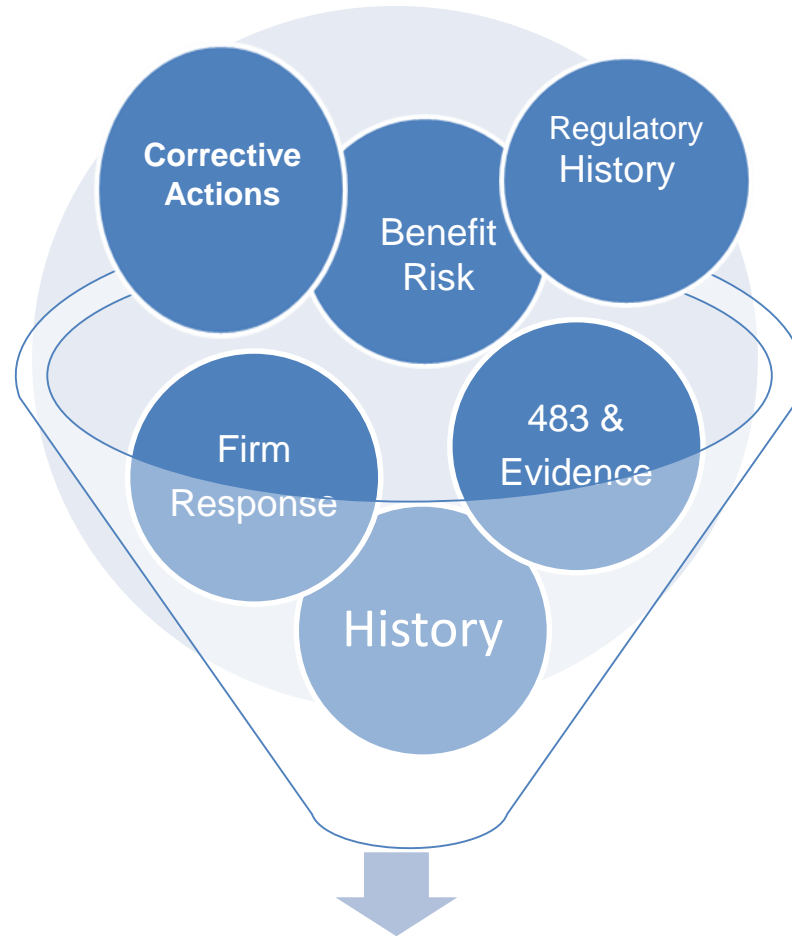 Corrective
Actions
Benefit
Risk
Regulatory
History
Firm
Response
483 &
Evidence
History